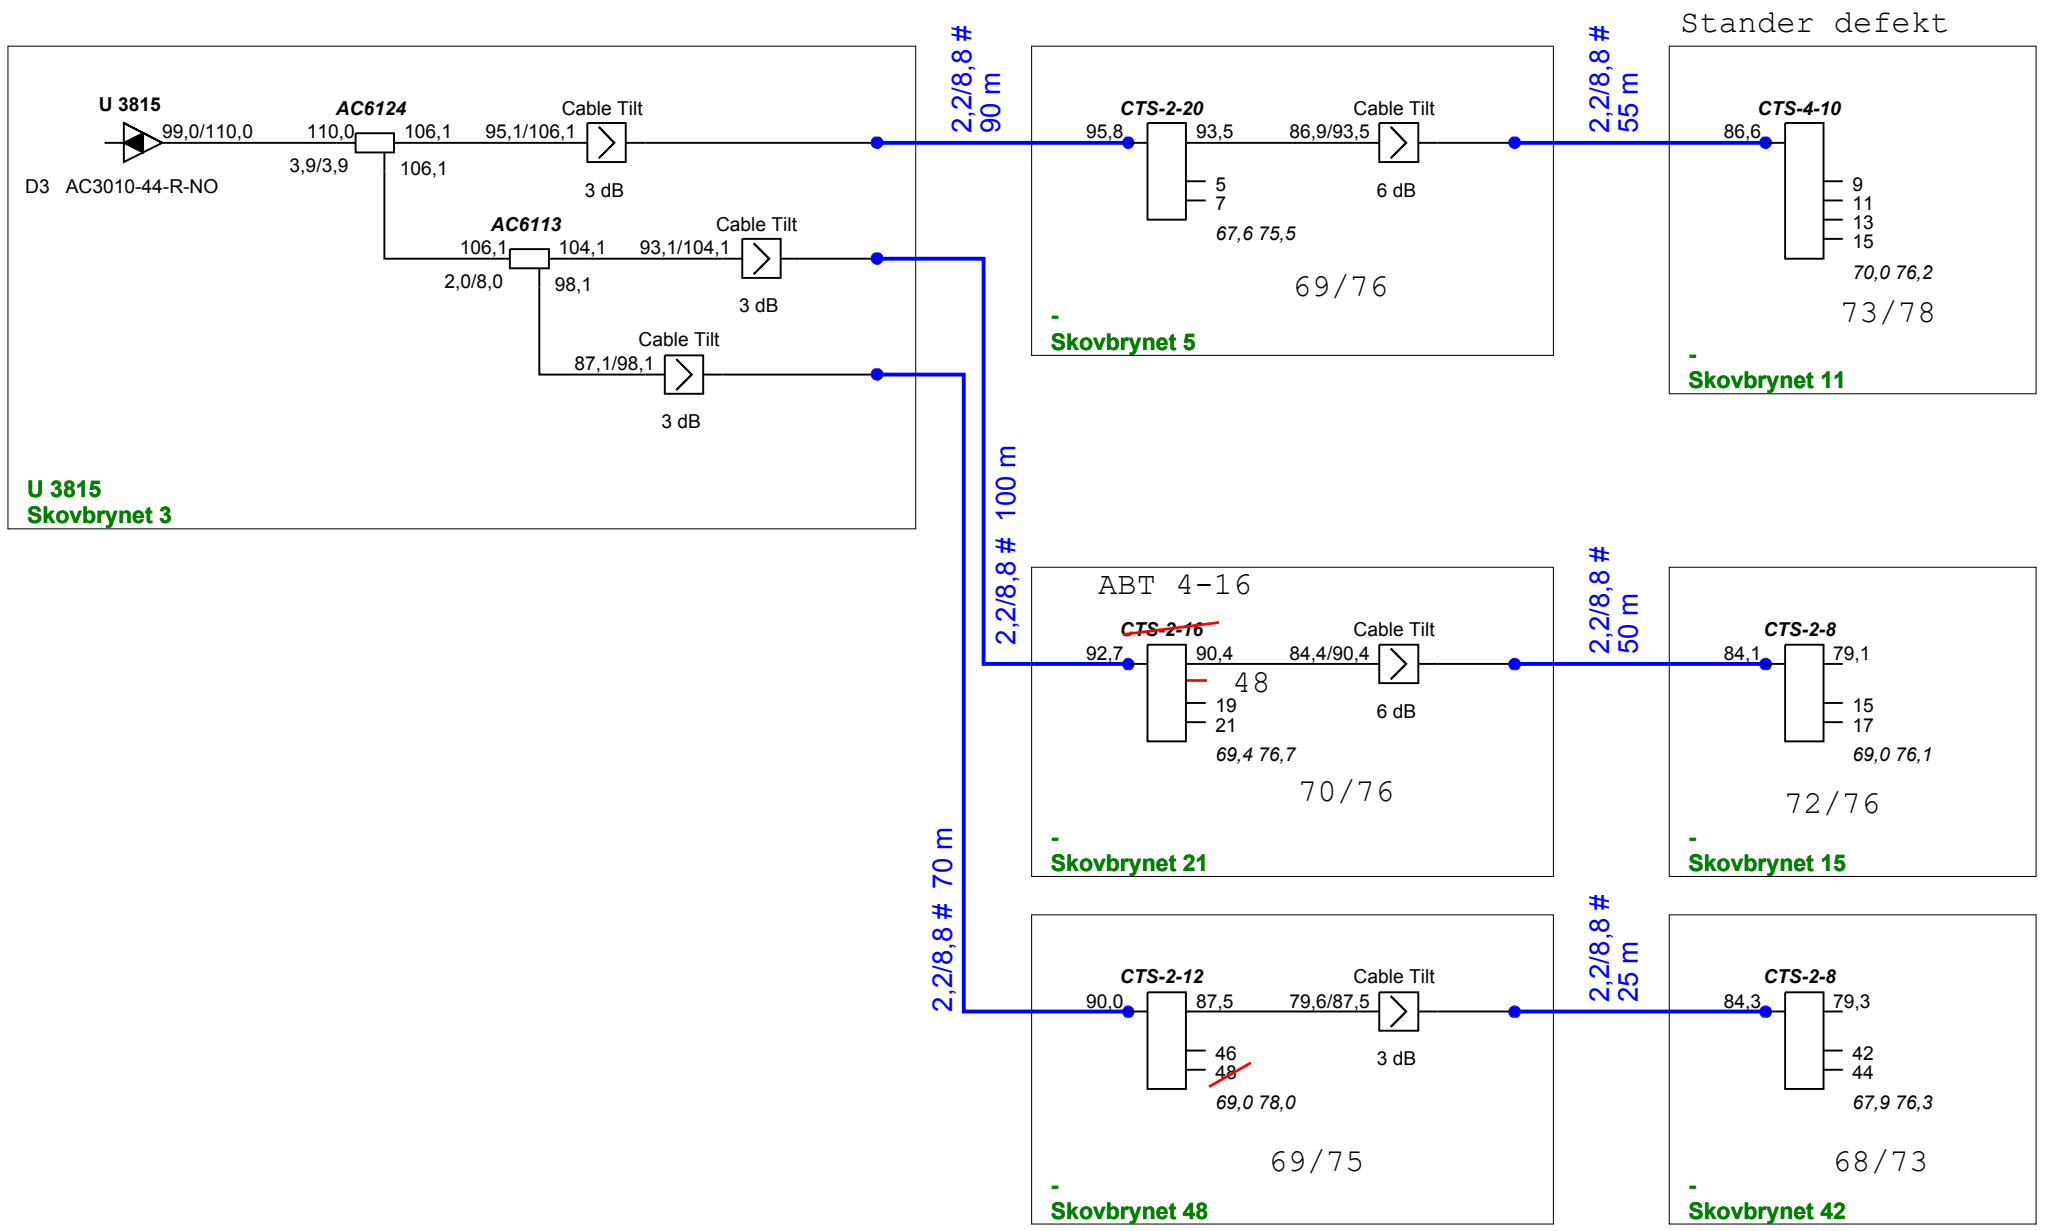 Stander defekt
U 3815
99,0/110,0
D3 AC3010-44-R-NO
AC6124
110,0
106,1
3,9/3,9
106,1
95,1/106,1
Cable Tilt
3 dB
AC6113
106,1
104,1
2,0/8,0
98,1
93,1/104,1
Cable Tilt
3 dB
87,1/98,1
Cable Tilt
3 dB
U 3815
Skovbrynet 3
2,2/8,8 #
90 m
CTS-2-20
95,8
93,5
5
7
67,6 75,5
86,9/93,5
Cable Tilt
6 dB
69/76
-
Skovbrynet 5
2,2/8,8 #
55 m
CTS-4-10
86,6
9
11
13
15
70,0 76,2
73/78
-
Skovbrynet 11
2,2/8,8 # 100 m
ABT 4-16
CTS-2-16
92,7
90,4
48
19
21
69,4 76,7
84,4/90,4
Cable Tilt
6 dB
70/76
-
Skovbrynet 21
2,2/8,8 #
50 m
CTS-2-8
84,1
79,1
15
17
69,0 76,1
72/76
-
Skovbrynet 15
2,2/8,8 # 70 m
CTS-2-12
90,0
87,5
46
48
69,0 78,0
79,6/87,5
Cable Tilt
3 dB
69/75
-
Skovbrynet 48
2,2/8,8 #
25 m
CTS-2-8
84,3
79,3
42
44
67,9 76,3
68/73
-
Skovbrynet 42